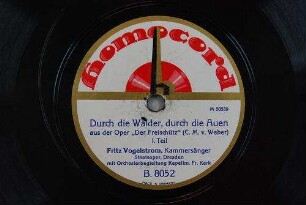 Homocord
M 50539
Durch die Wälder, durch die Auen
aus der Oper „Der Freischütz" (C. M. v. Weber)
I. Teil
Fritz Vogelstrom, Kammersänger
Staatsoper, Dresden
mit Orchesterbegleitung Kapellm. Fr. Kark
B. 8052